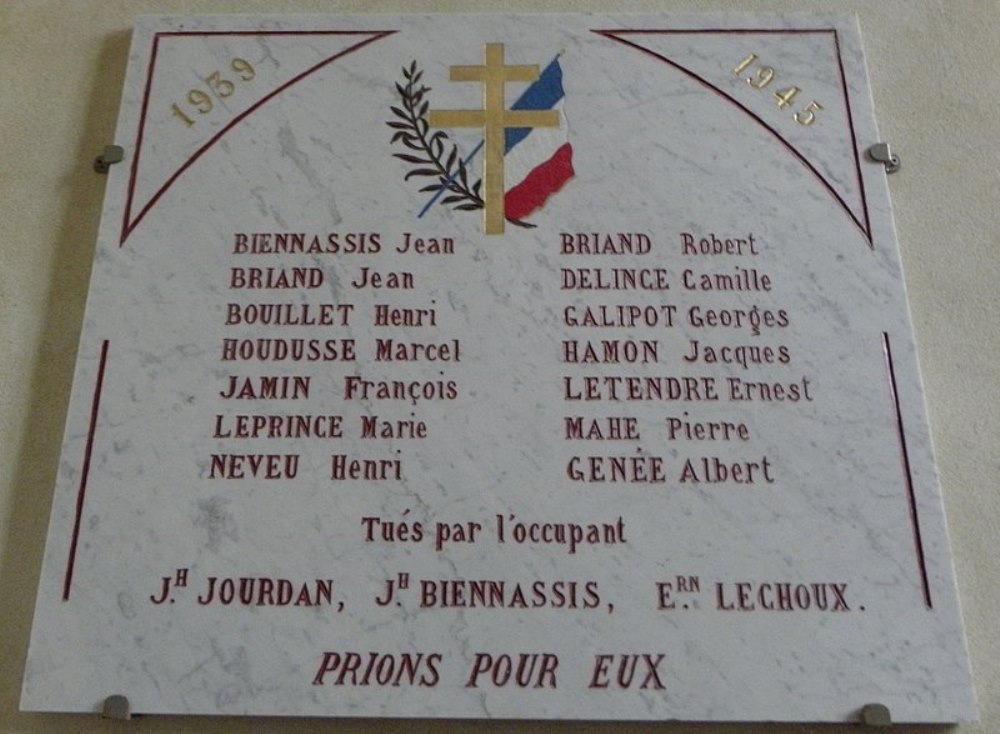 1939 1945
BIENNASSIS Jean BRIAND Robert
BRIAND Jean DELINCE Camille
BOUILLET Henri GALIPOT Georges
HOUDUSSE Marcel HAMON Jacques
JAMIN François LETENDRE Ernest
LEPRINCE Marie MAHE Pierre
NEVEU Henri GENÉE Albert
Tués par l'occupant
J.H JOURDAN, J.H BIENNASSIS, E.RN LECHOUX.
PRIONS POUR EUX